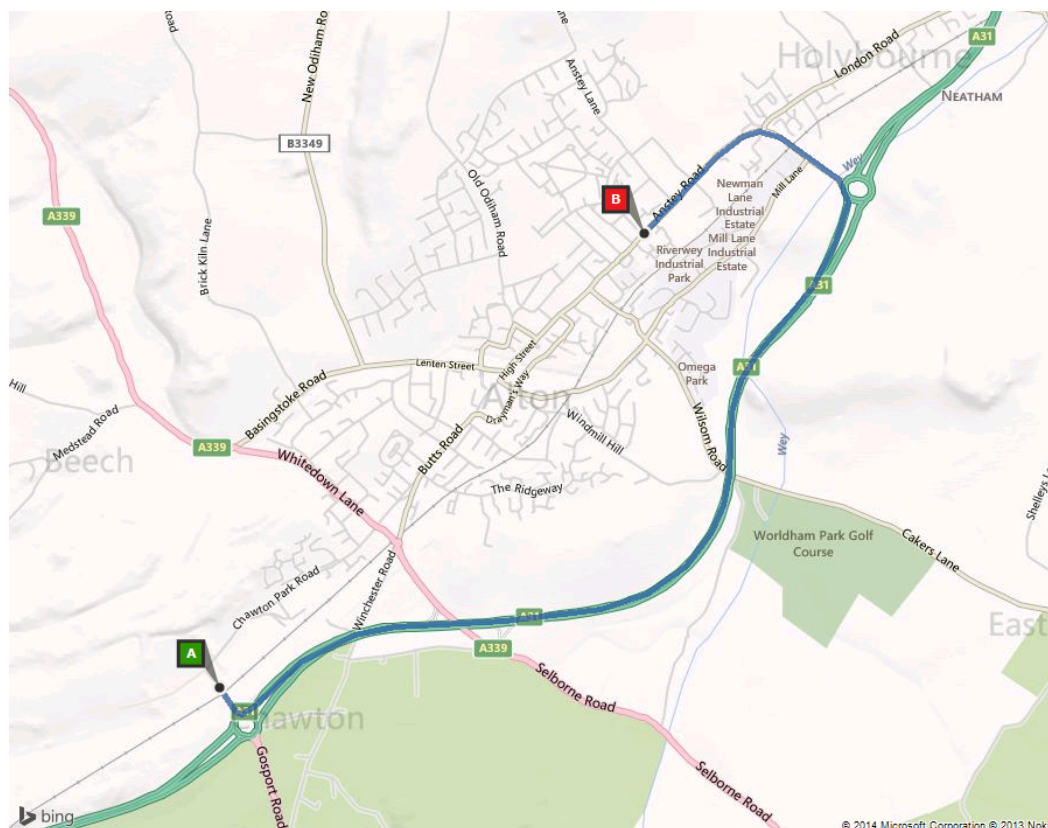 Road
New Odiham Road
Anstey Lane
Holybourne
London Road
A31
NEATHAM
B3349
Old Odiham Road
Wey
Mill Lane
A339
B
Anstey Road
Newman
Lane
Industrial
Estate
Mill Lane
Industrial
Estate
Riverwey
Industrial
Park
Brick Kiln Lane
A31
Lenten Street
High Street
A31
Omega
Park
Hill
Medstead Road
Basingstoke Road
Drayman's Way
Alton
Windmill Hill
Wilsom Road
Wey
A339
Beech
Whitedown Lane
Butts Road
The Ridgeway
Shelleys La
Worldham Park Golf
Course
Cakers Lane
Chawton Park Road
Winchester Road
A31
East
A
A339
Selborne Road
A31
Chawton
Gosport Road
Selborne Road
bing
© 2014 Microsoft Corporation © 2013 Nok